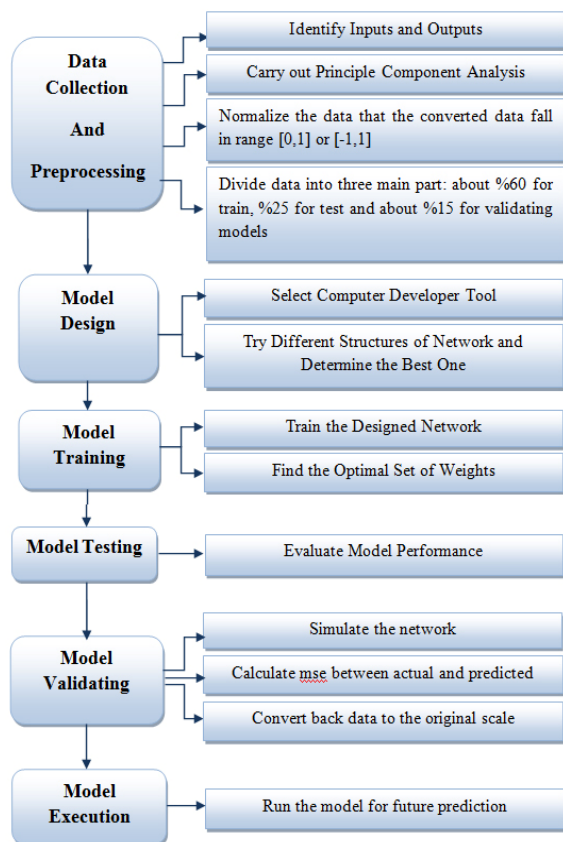 Data
Collection
And
Preprocessing
Identify Inputs and Outputs
Carry out Principle Component Analysis
Normalize the data that the converted data fall
in range [0,1] or [-1,1]
Divide data into three main part: about %60 for
train, %25 for test and about %15 for validating
models
Model
Design
Select Computer Developer Tool
Try Different Structures of Network and
Determine the Best One
Model
Training
Train the Designed Network
Find the Optimal Set of Weights
Model Testing
Evaluate Model Performance
Model
Validating
Simulate the network
Calculate mse between actual and predicted
Convert back data to the original scale
Model
Execution
Run the model for future prediction